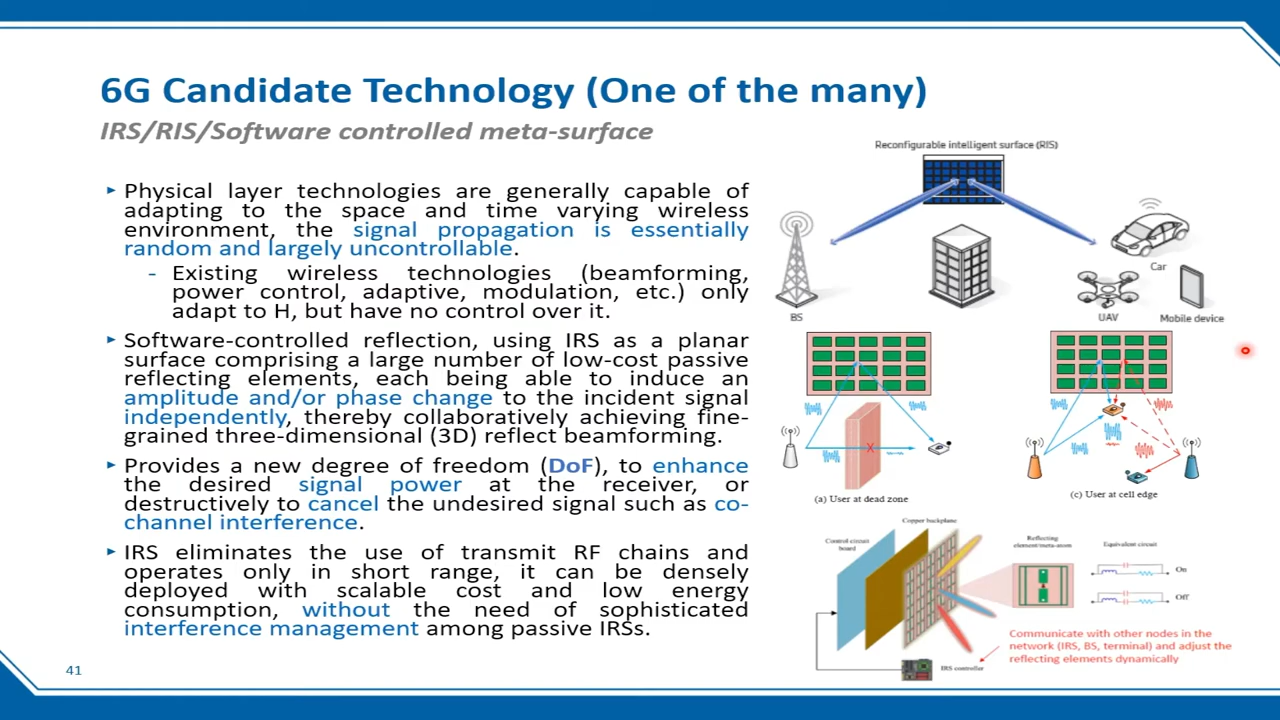 6G Candidate Technology (One of the many)
IRS/RIS/Software controlled meta-surface
Physical layer technologies are generally capable of
adapting to the space and time varying wireless
environment, the signal propagation is essentially
random and largely uncontrollable.
- Existing wireless technologies (beamforming,
power control, adaptive, modulation, etc.) only
adapt to H, but have no control over it.
Software-controlled reflection, using IRS as a planar
surface comprising a large number of low-cost passive
reflecting elements, each being able to induce an
amplitude and/or phase change to the incident signal
independently, thereby collaboratively achieving fine-
grained three-dimensional (3D) reflect beamforming.
Provides a new degree of freedom (DoF), to enhance
the desired signal power at the receiver, or
destructively to cancel the undesired signal such as co-
channel interference.
IRS eliminates the use of transmit RF chains and
operates only in short range, it can be densely
deployed with scalable cost and low energy
consumption, without the need of sophisticated
interference management among passive IRSs.
Reconfigurable intelligent surface (RIS)
BS
Car
UAV
Mobile device
X
(a) User at dead zone
(c) User at cell edge
Copper backplane
Control circuit
board
Reflecting
element/meta-atom
Equivalent circuit
On
Off
IRS controller
Communicate with other nodes in the
network (IRS, BS, terminal) and adjust the
reflecting elements dynamically
41